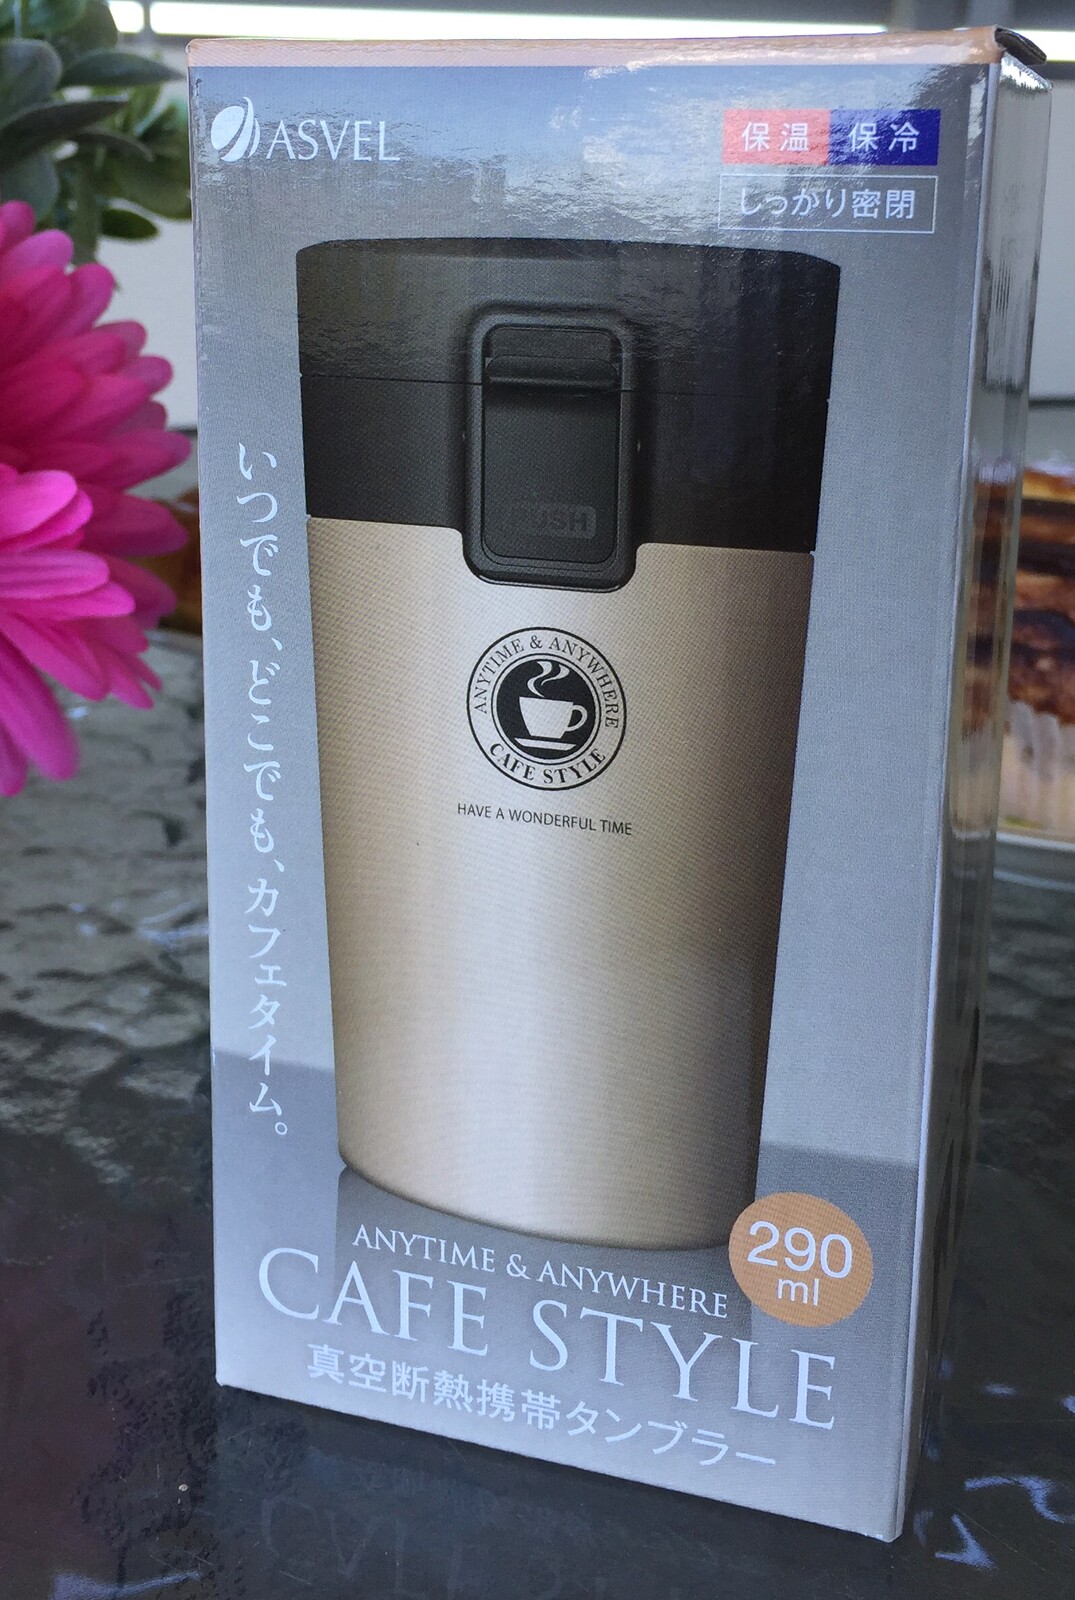 ASVEL
保温 保冷
しっかり密閉
いつでも、どこでも、カフェタイム。
PUSH
ANYTIME & ANYWHERE
CAFE STYLE
HAVE A WONDERFUL TIME
290
ml
ANYTIME & ANYWHERE
CAFE STYLE
真空断熱携帯タンブラー